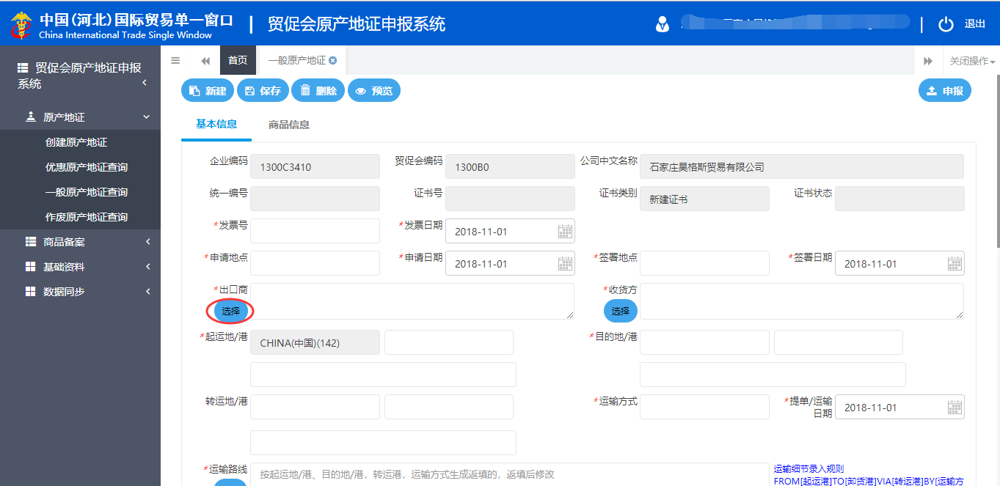 中国(河北)国际贸易单一窗口
China International Trade Single Window
贸促会原产地证申报系统
退出
贸促会原产地证申报系统
原产地证
创建原产地证
优惠原产地证查询
一般原产地证查询
作废原产地证查询
商品备案
基础资料
数据同步
首页
一般原产地证
关闭操作
新建
保存
删除
预览
申报
基本信息
商品信息
企业编码 1300C3410 贸促会编码 1300B0 公司中文名称 石家庄昊格斯贸易有限公司
统一编号 证书号 证书类别 新建证书 证书状态
*发票号 *发票日期 2018-11-01
*申请地点 *申请日期 2018-11-01 *签署地点 *签署日期 2018-11-01
*出口商 *收货方
选择 选择
*起运地/港 CHINA(中国)(142) *目的地/港
转运地/港 *运输方式 *提单/运输日期 2018-11-01
*运输路线 按起运地/港、目的地/港，转运港，运输方式生成返填的，返填后修改 运输细节录入规则
FROM[起运港]TO[卸货港]VIA[转运港]BY[运输方